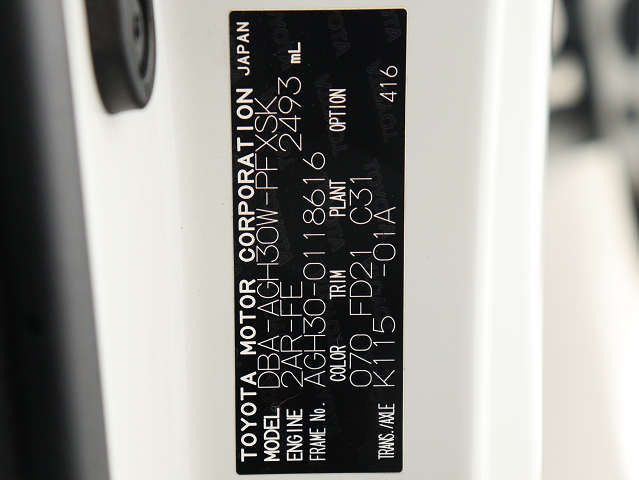 TOYOTA MOTOR CORPORATION JAPAN
MODEL DBA-AGH30W-PFXSK
ENGINE 2AR-FE 2493 mL
FRAME No. AGH30-0118616
COLOR TRIM PLANT OPTION
070 FD21 C31 416
TRANS./AXLE K115 -01A